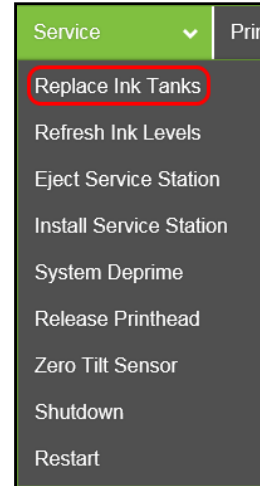 Service
Replace Ink Tanks
Refresh Ink Levels
Eject Service Station
Install Service Station
System Deprime
Release Printhead
Zero Tilt Sensor
Shutdown
Restart